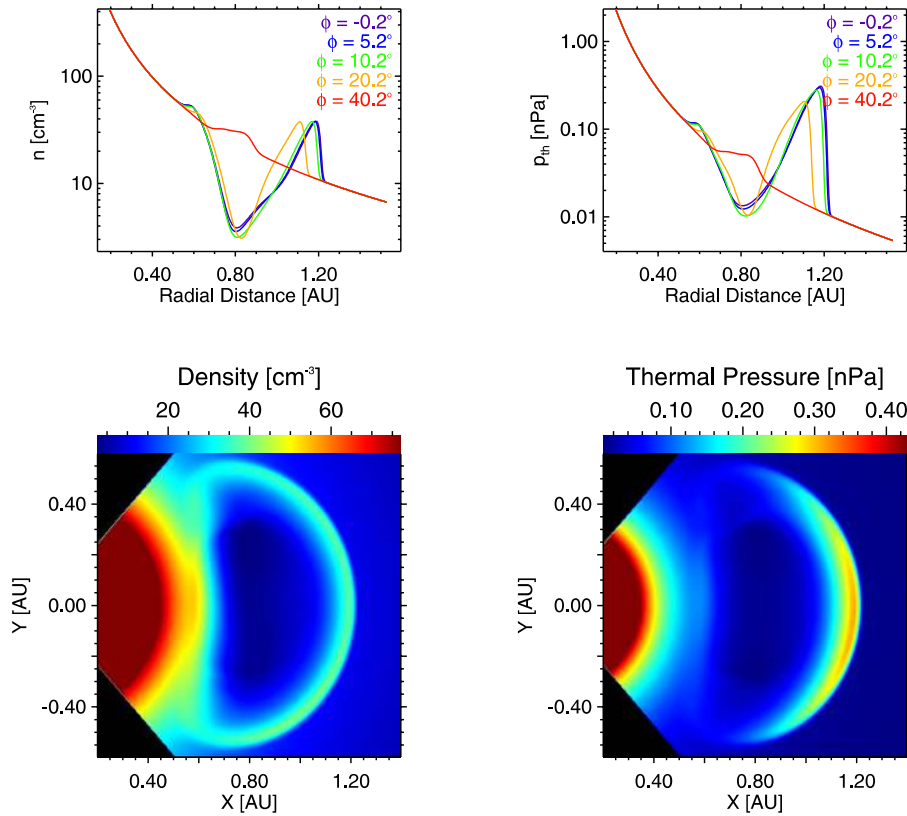 n [cm⁻³]
100
10
ϕ = -0.2°
ϕ = 5.2°
ϕ = 10.2°
ϕ = 20.2°
ϕ = 40.2°
0.40 0.80 1.20
Radial Distance [AU]
pth [nPa]
1.00
0.10
0.01
ϕ = -0.2°
ϕ = 5.2°
ϕ = 10.2°
ϕ = 20.2°
ϕ = 40.2°
0.40 0.80 1.20
Radial Distance [AU]
Density [cm⁻³]
20 40 60
Y [AU]
0.40
0.00
-0.40
0.40 0.80 1.20
X [AU]
Thermal Pressure [nPa]
0.10 0.20 0.30 0.40
Y [AU]
0.40
0.00
-0.40
0.40 0.80 1.20
X [AU]